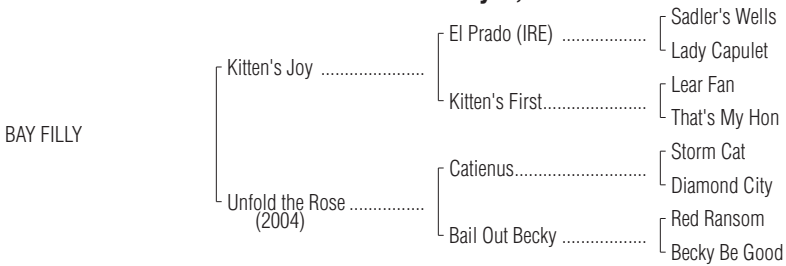 Sadler's Wells
El Prado (IRE) ..................
Lady Capulet
Kitten's Joy ......................
Lear Fan
Kitten's First......................
That's My Hon
BAY FILLY
Storm Cat
Catienus............................
Diamond City
Unfold the Rose ................
(2004)
Red Ransom
Bail Out Becky ..................
Becky Be Good